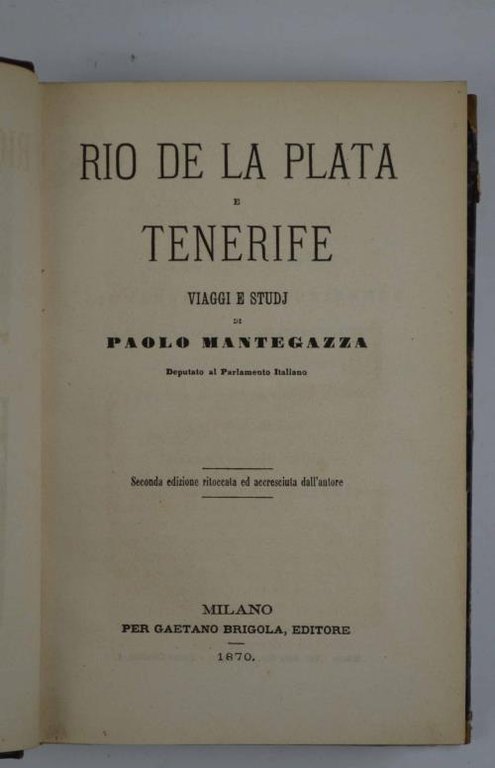 RIO DE LA PLATA
E
TENERIFE
VIAGGI E STUDJ
DI
PAOLO MANTEGAZZA
Deputato al Parlamento Italiano
Seconda edizione ritoccata ed accresciuta dall'autore
MILANO
PER GAETANO BRIGOLA, EDITORE
1870.